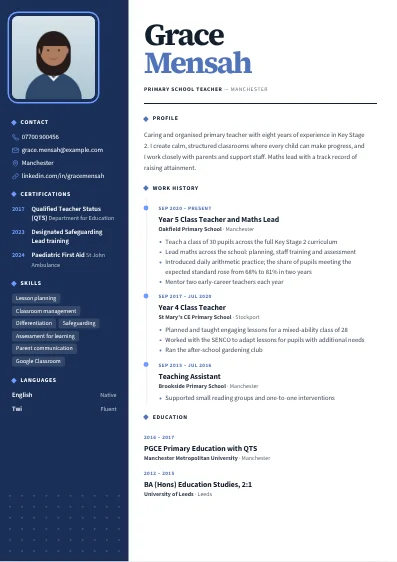 Grace
Mensah
PRIMARY SCHOOL TEACHER — MANCHESTER
CONTACT
07700 900456
grace.mensah@example.com
Manchester
linkedin.com/in/gracemensah
CERTIFICATIONS
2017 Qualified Teacher Status
(QTS) Department for Education
2023 Designated Safeguarding
Lead training
2024 Paediatric First Aid St John
Ambulance
SKILLS
Lesson planning
Classroom management
Differentiation Safeguarding
Assessment for learning
Parent communication
Google Classroom
LANGUAGES
English Native
Twi Fluent
PROFILE
Caring and organised primary teacher with eight years of experience in Key Stage
2. I create calm, structured classrooms where every child can make progress, and
I work closely with parents and support staff. Maths lead with a track record of
raising attainment.
WORK HISTORY
SEP 2020 – PRESENT
Year 5 Class Teacher and Maths Lead
Oakfield Primary School · Manchester
• Teach a class of 30 pupils across the full Key Stage 2 curriculum
• Lead maths across the school: planning, staff training and assessment
• Introduced daily arithmetic practice; the share of pupils meeting the
expected standard rose from 68% to 81% in two years
• Mentor two early-career teachers each year
SEP 2017 – JUL 2020
Year 4 Class Teacher
St Mary's CE Primary School · Stockport
• Planned and taught engaging lessons for a mixed-ability class of 28
• Worked with the SENCO to adapt lessons for pupils with additional needs
• Ran the after-school gardening club
SEP 2015 – JUL 2016
Teaching Assistant
Brookside Primary School · Manchester
• Supported small reading groups and one-to-one interventions
EDUCATION
2016 – 2017
PGCE Primary Education with QTS
Manchester Metropolitan University · Manchester
2012 – 2015
BA (Hons) Education Studies, 2:1
University of Leeds · Leeds